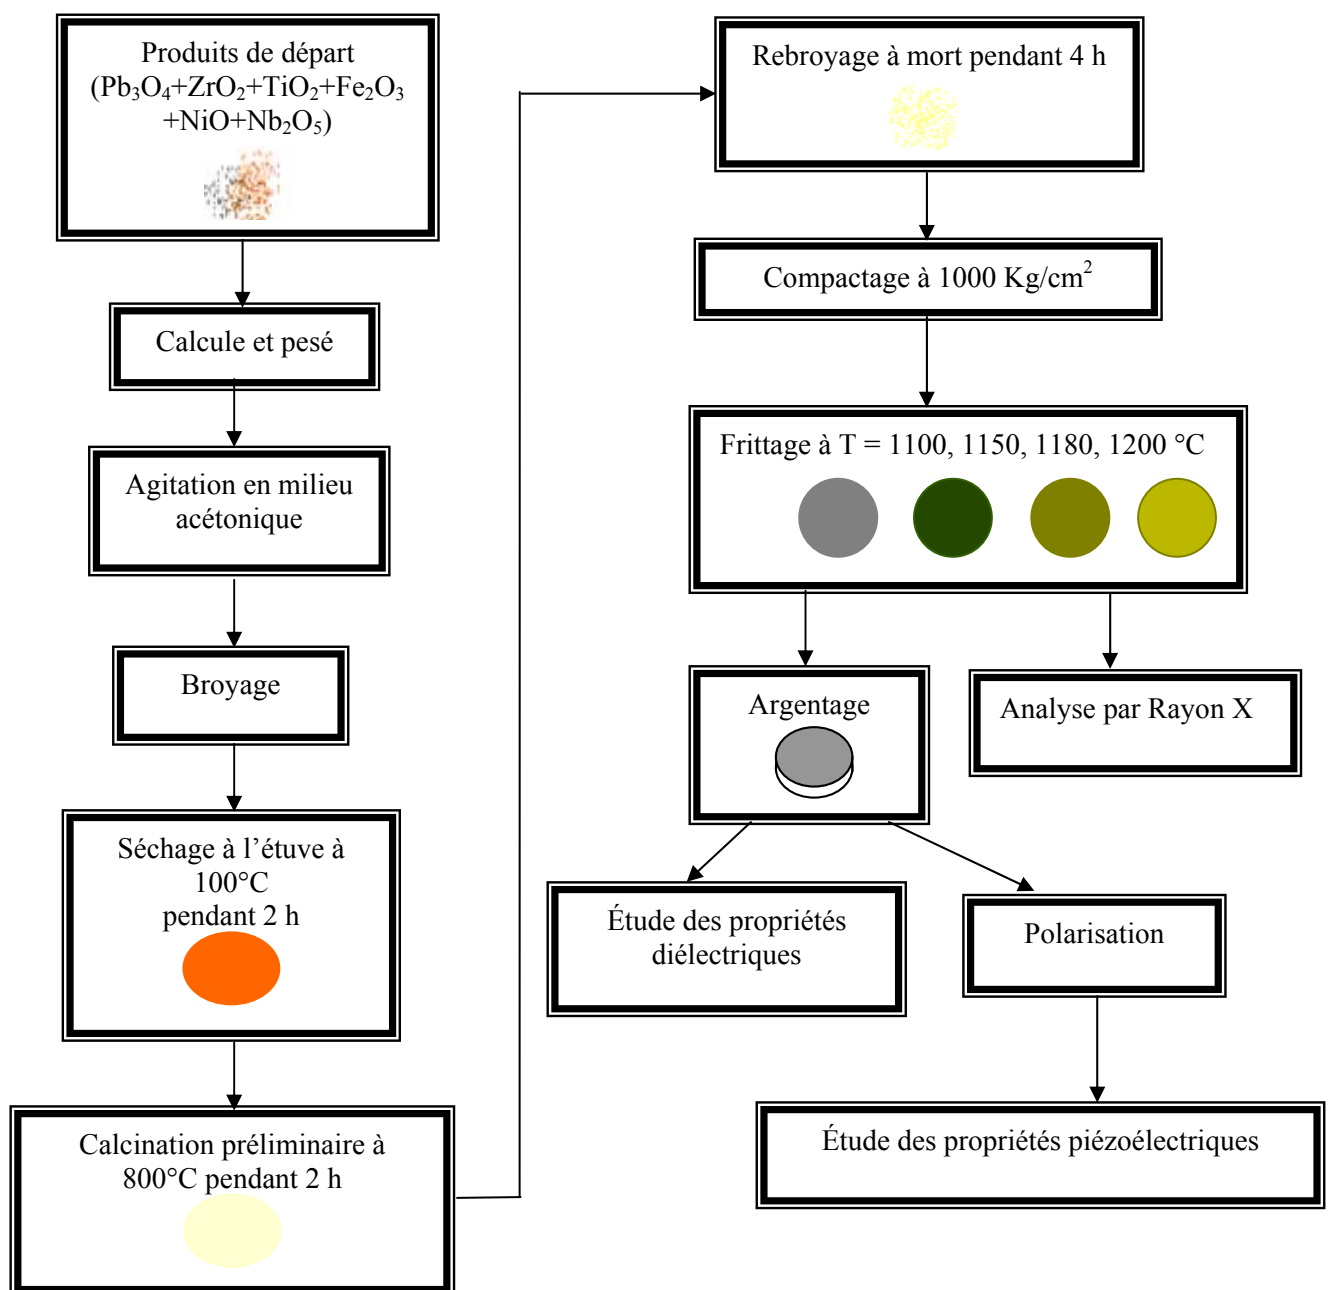 Produits de départ
(Pb₃O₄+ZrO₂+TiO₂+Fe₂O₃
+NiO+Nb₂O₅)
Calcule et pesé
Agitation en milieu
acétonique
Broyage
Séchage à l’étuve à
100°C
pendant 2 h
Calcination préliminaire à
800°C pendant 2 h
Rebroyage à mort pendant 4 h
Compactage à 1000 Kg/cm²
Frittage à T = 1100, 1150, 1180, 1200 °C
Argentage
Analyse par Rayon X
Étude des propriétés
diélectriques
Polarisation
Étude des propriétés piézoélectriques